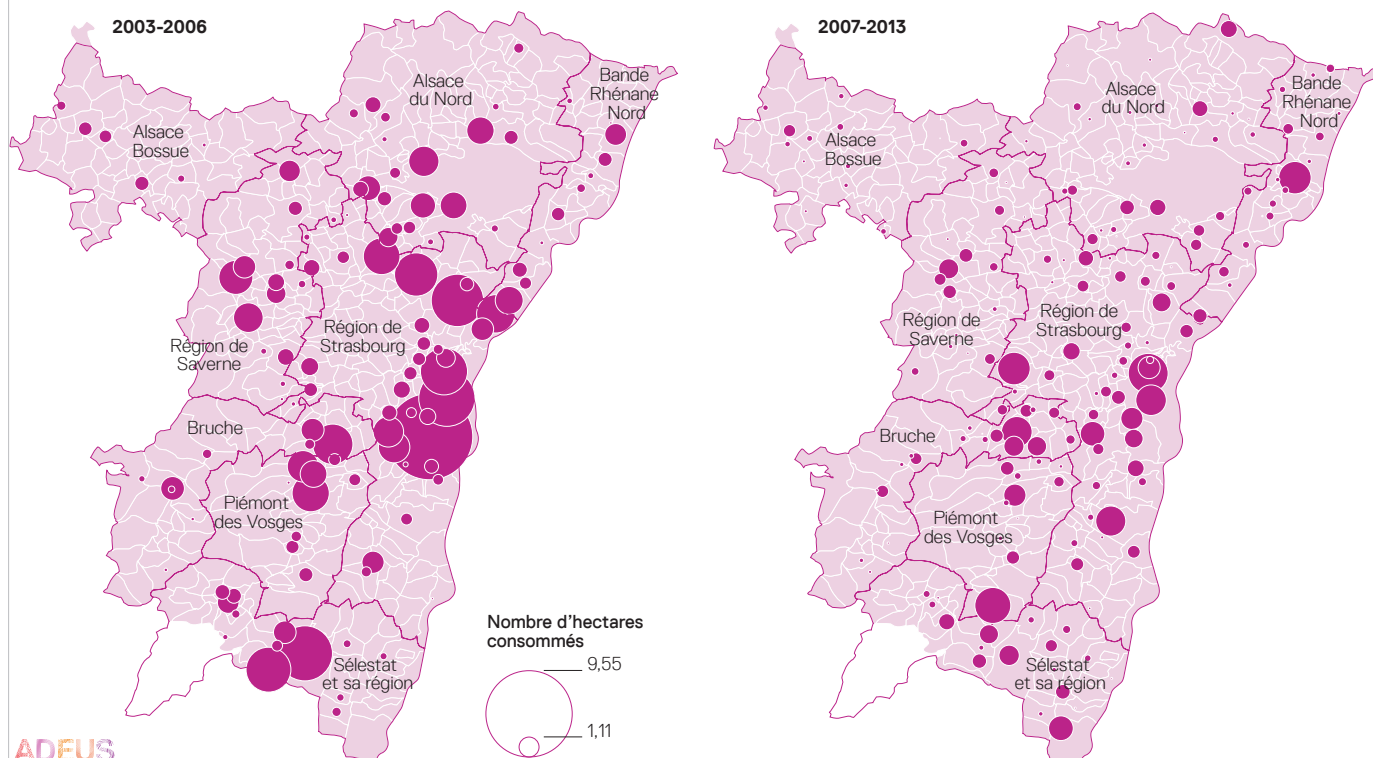 2003-2006
Alsace
du Nord
Bande
Rhénane
Nord
Alsace
Bossue
Région de
Strasbourg
Région de
Saverne
Bruche
Piémont
des Vosges
Sélestat
et sa région
Nombre d'hectares
consommés
9,55
1,11
ADEUS
2007-2013
Alsace
du Nord
Bande
Rhénane
Nord
Alsace
Bossue
Région de
Strasbourg
Région de
Saverne
Bruche
Piémont
des Vosges
Sélestat
et sa région